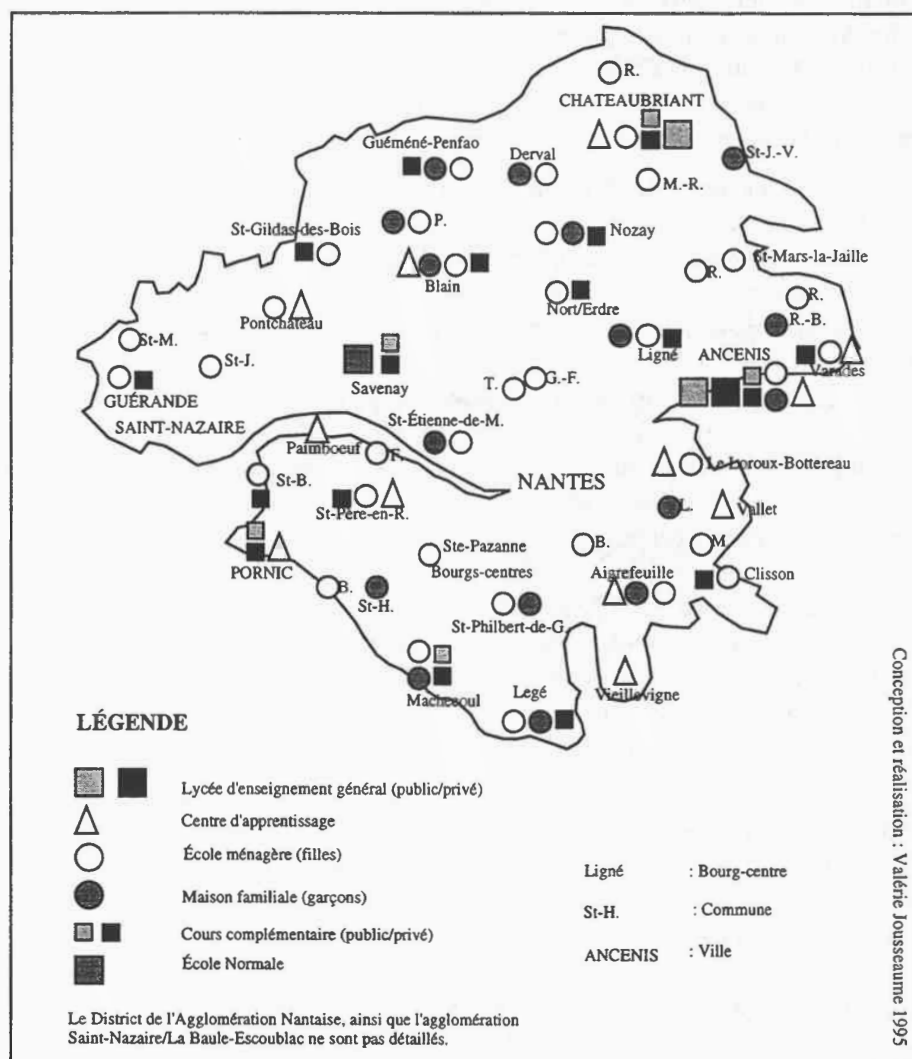 R.
CHATEAUBRIANT
Guéméné-Penfao
Derval
St-J.-V.
M.-R.
P.
St-Gildas-des-Bois
Nozay
St-Mars-la-Jaille
R.
Blain
R.
Pontchâteau
Nort/Erdre
R.-B.
St-M.
St-J.
Ligné
ANCENIS
Varades
Savenay
GUÉRANDE
T.
G.-F.
SAINT-NAZAIRE
St-Étienne-de-M.
Paimboeuf
F.
Le Loroux-Bottereau
St-B.
NANTES
L.
Vallet
St-Père-en-R.
Ste-Pazanne
B.
M.
Bourgs-centres
Aigrefeuille
Clisson
PORNIC
B.
St-H.
St-Philbert-de-G.
Machecoul
Legé
Vieillevigne
LÉGENDE
Lycée d'enseignement général (public/privé)
Centre d'apprentissage
École ménagère (filles)
Maison familiale (garçons)
Cours complémentaire (public/privé)
École Normale
Ligné : Bourg-centre
St-H. : Commune
ANCENIS : Ville
Le District de l'Agglomération Nantaise, ainsi que l'agglomération
Saint-Nazaire/La Baule-Escoublac ne sont pas détaillés.
Conception et réalisation : Valérie Jousseaume 1995